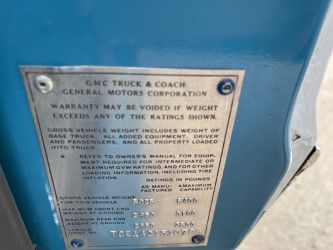 GMC TRUCK & COACH
GENERAL MOTORS CORPORATION
WARRANTY MAY BE VOIDED IF WEIGHT
EXCEEDS ANY OF THE RATINGS SHOWN.
GROSS VEHICLE WEIGHT INCLUDES WEIGHT OF
BASE TRUCK, ALL ADDED EQUIPMENT, DRIVER
AND PASSENGERS, AND ALL PROPERTY LOADED
INTO TRUCK.
* REFER TO OWNER'S MANUAL FOR EQUIP-
MENT REQUIRED FOR INTERMEDIATE OR
MAXIMUM GVW RATINGS, AND FOR OTHER
LOADING INFORMATION, INCLUDING TIRE
INFLATION.
RATINGS IN POUNDS
AS MANU- *MAXIMUM
FACTURED CAPABILITY
GROSS VEHICLE WEIGHT
FOR THIS VEHICLE
MAXIMUM FRONT END
WEIGHT AT GROUND
MAXIMUM REAR END
WEIGHT AT GROUND
VEHICLE
IDENT. NO.